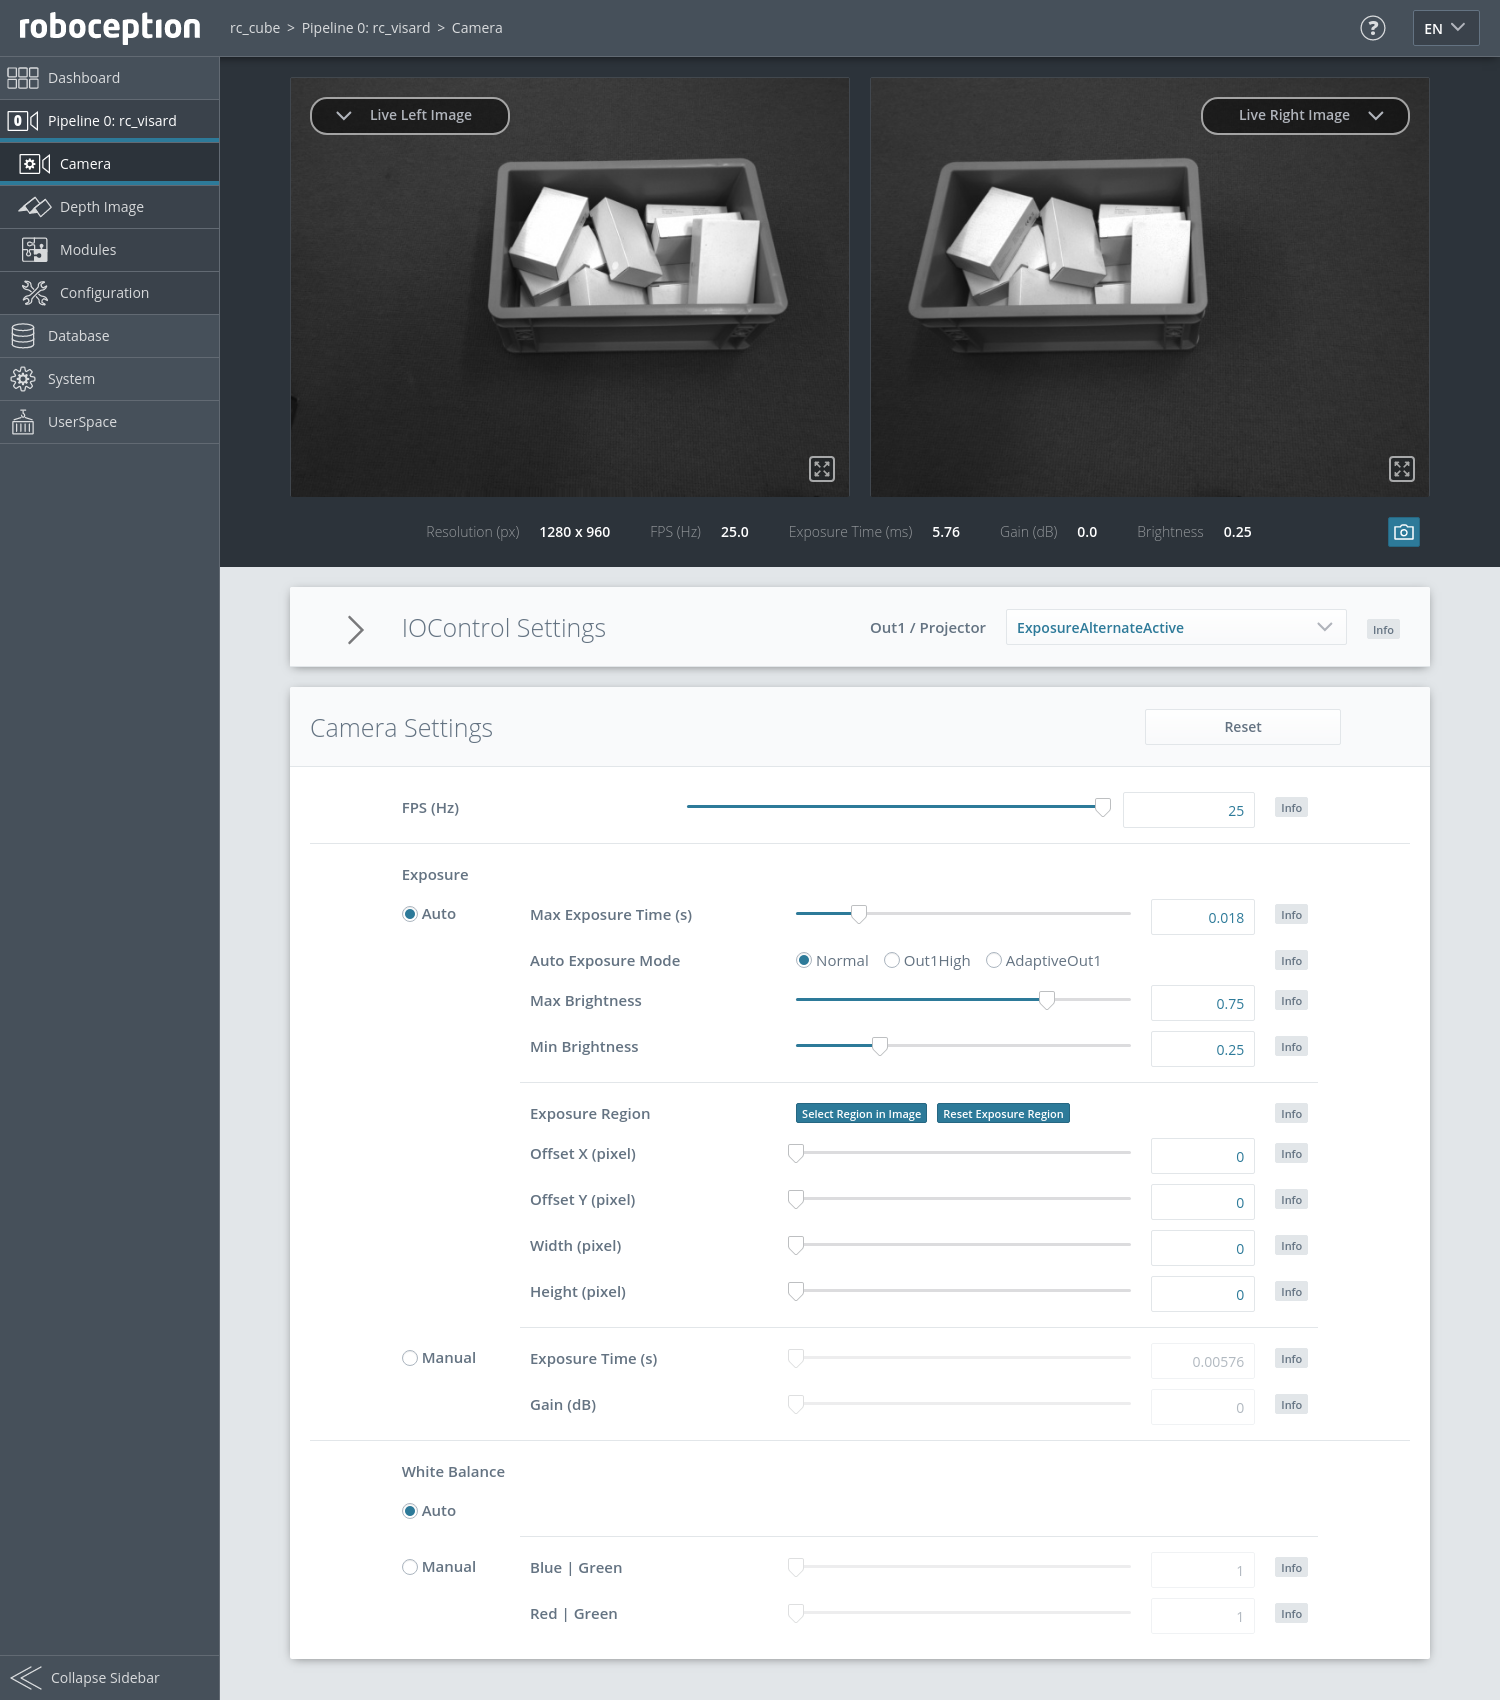 roboception
rc_cube > Pipeline 0: rc_visard > Camera
?
EN
Dashboard
0 Pipeline 0: rc_visard
Camera
Depth Image
Modules
Configuration
Database
System
UserSpace
Collapse Sidebar
Live Left Image
Live Right Image
Resolution (px) 1280 x 960 FPS (Hz) 25.0 Exposure Time (ms) 5.76 Gain (dB) 0.0 Brightness 0.25
IOControl Settings Out1 / Projector ExposureAlternateActive Info
Camera Settings Reset
FPS (Hz) 25 Info
Exposure
Auto Max Exposure Time (s) 0.018 Info
Auto Exposure Mode Normal Out1High AdaptiveOut1 Info
Max Brightness 0.75 Info
Min Brightness 0.25 Info
Exposure Region Select Region in Image Reset Exposure Region Info
Offset X (pixel) 0 Info
Offset Y (pixel) 0 Info
Width (pixel) 0 Info
Height (pixel) 0 Info
Manual Exposure Time (s) 0.00576 Info
Gain (dB) 0 Info
White Balance
Auto
Manual Blue | Green 1 Info
Red | Green 1 Info